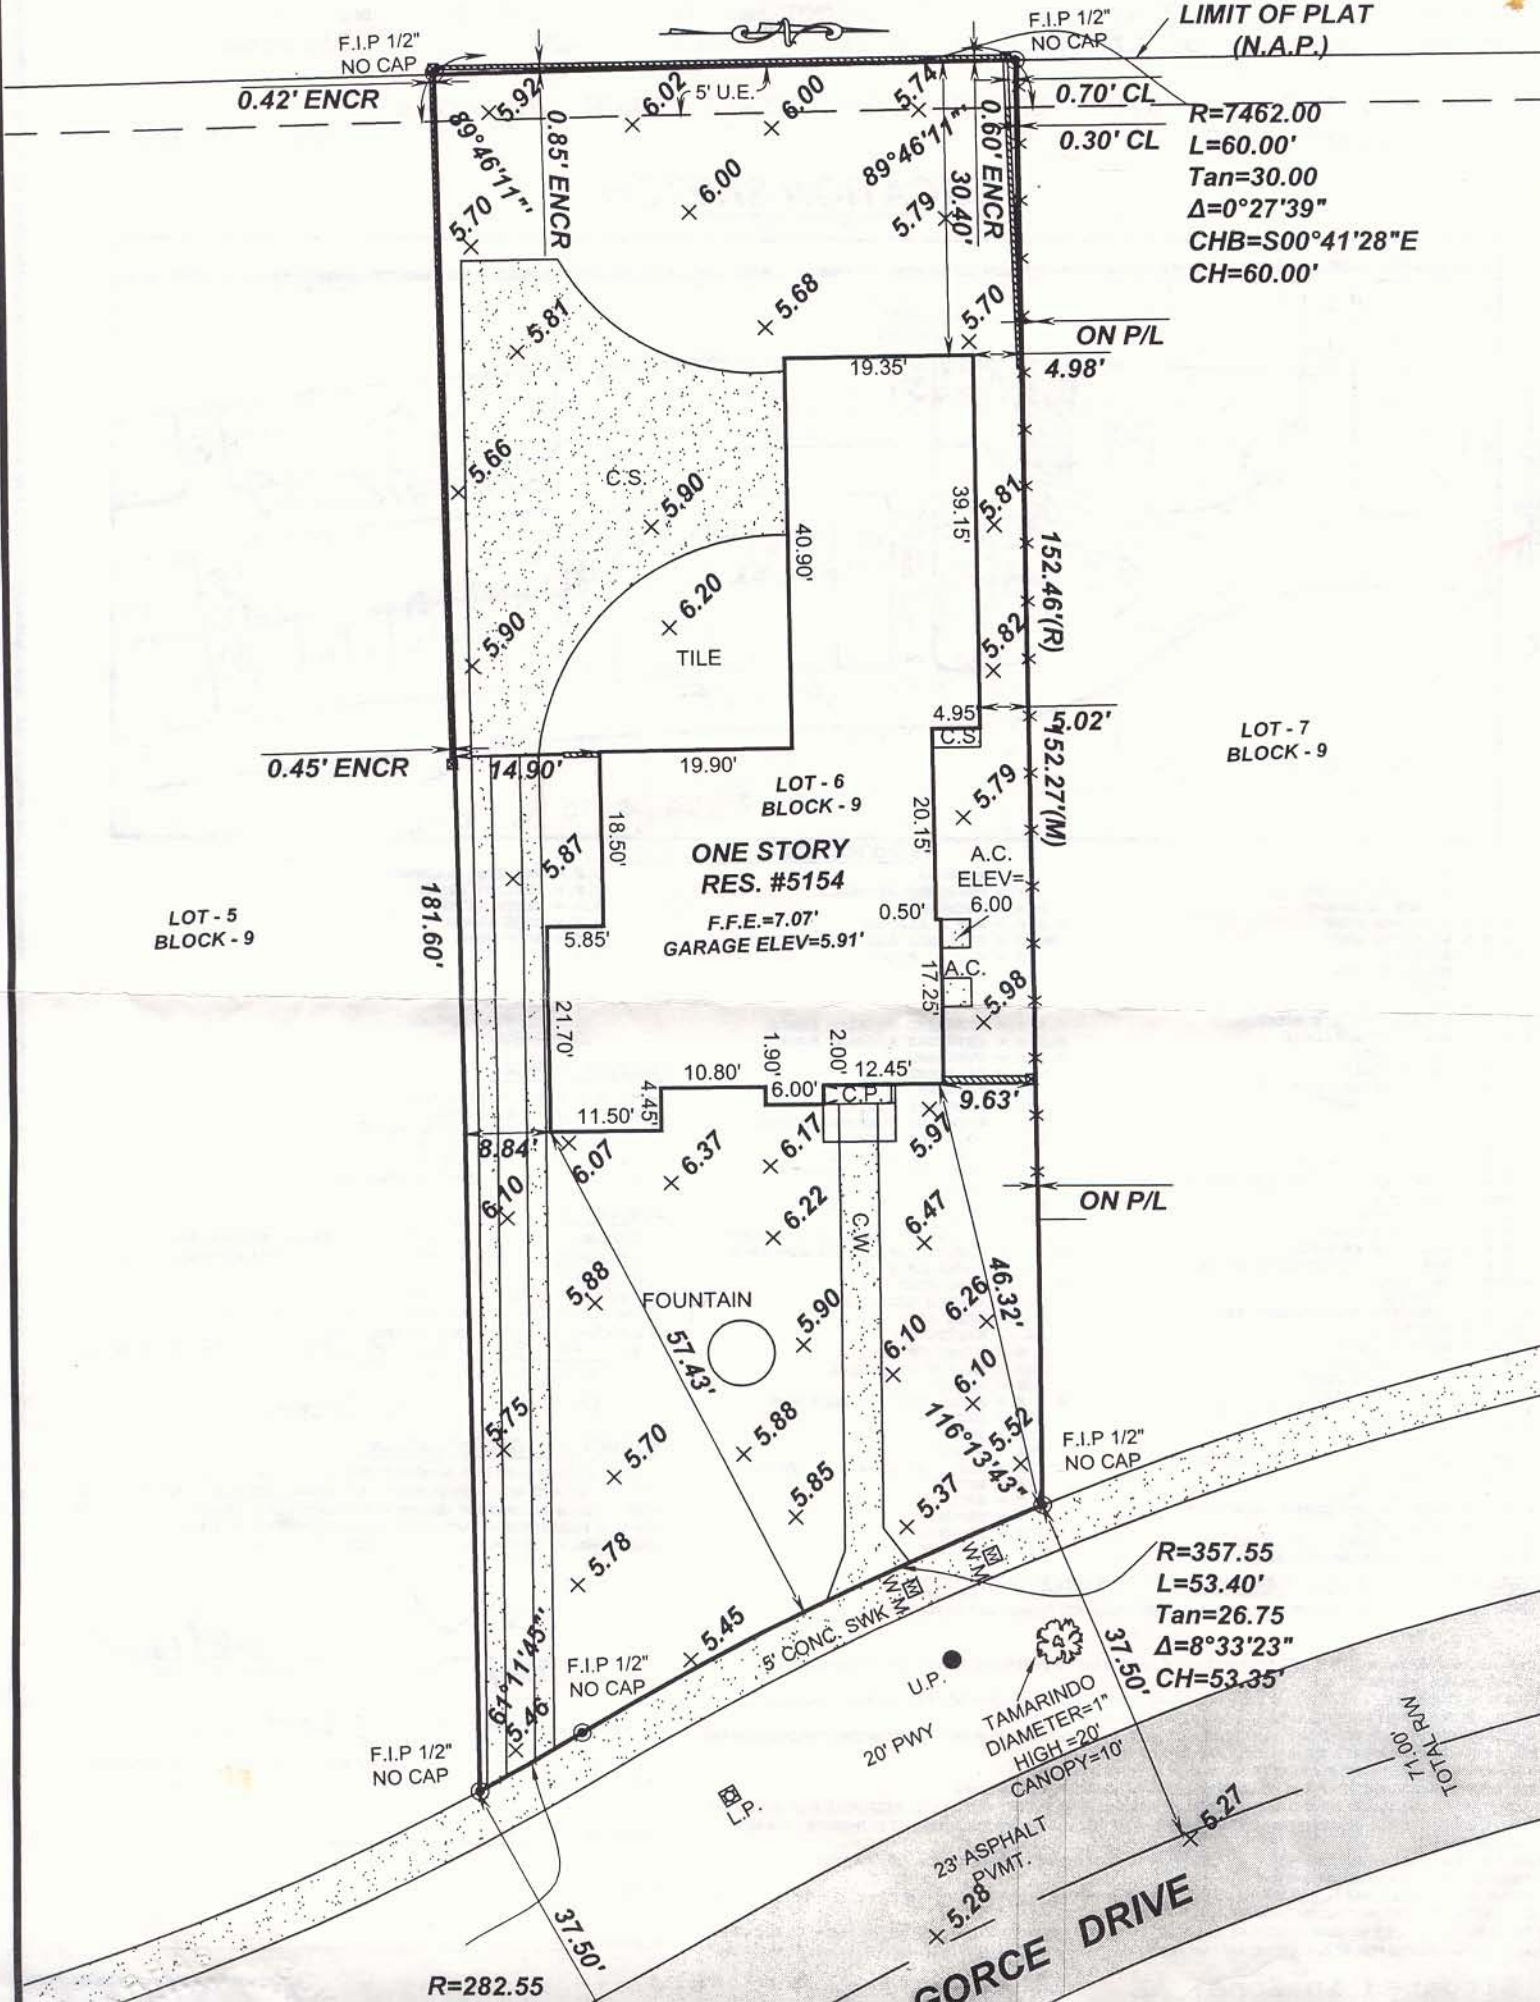 F.I.P 1/2"
NO CAP
F.I.P 1/2"
NO CAP
LIMIT OF PLAT
(N.A.P.)
0.42' ENCR
5.92
6.02
5' U.E.
6.00
5.74
0.70' CL
0.30' CL
R=7462.00
L=60.00'
Tan=30.00
Δ=0°27'39"
CHB=S00°41'28"E
CH=60.00'
89°46'11"
0.85' ENCR
89°46'11"
0.60' ENCR
30.40'
6.00
5.79
5.70
5.81
5.68
5.70
ON P/L
19.35'
4.98'
5.66
C.S.
5.90
40.90'
39.15'
5.81
152.46'(R)
6.20
TILE
5.90
5.82
4.95'
C.S.
5.02'
152.27'(M)
LOT - 7
BLOCK - 9
0.45' ENCR
14.90'
19.90'
LOT - 6
BLOCK - 9
5.79
20.15'
18.50'
5.87
ONE STORY
RES. #5154
F.F.E.=7.07'
GARAGE ELEV=5.91'
A.C.
ELEV=
6.00
0.50'
LOT - 5
BLOCK - 9
181.60'
5.85'
A.C.
17.25'
5.98
21.70'
10.80'
1.90'
6.00'
2.00'
12.45'
C.P.
4.45'
11.50'
9.63'
8.84'
6.07
6.37
6.17
5.97
6.10
6.22
C.W.
6.47
ON P/L
5.88
FOUNTAIN
5.90
6.26
46.32'
57.43'
6.10
6.10
5.75
5.70
5.88
116°13'43"
5.52
F.I.P 1/2"
NO CAP
5.85
5.37
5.78
W.M.
W.M.
R=357.55
L=53.40'
Tan=26.75
Δ=8°33'23"
CH=53.35'
5.45
5' CONC. SWK
F.I.P 1/2"
NO CAP
61°11'45"
5.46
37.50'
U.P.
TAMARINDO
DIAMETER=1"
HIGH =20'
CANOPY=10'
20' PWY
71.00'
TOTAL R/W
F.I.P 1/2"
NO CAP
L.P.
5.27
23' ASPHALT
PVMT.
5.28
37.50'
GORCE DRIVE
R=282.55